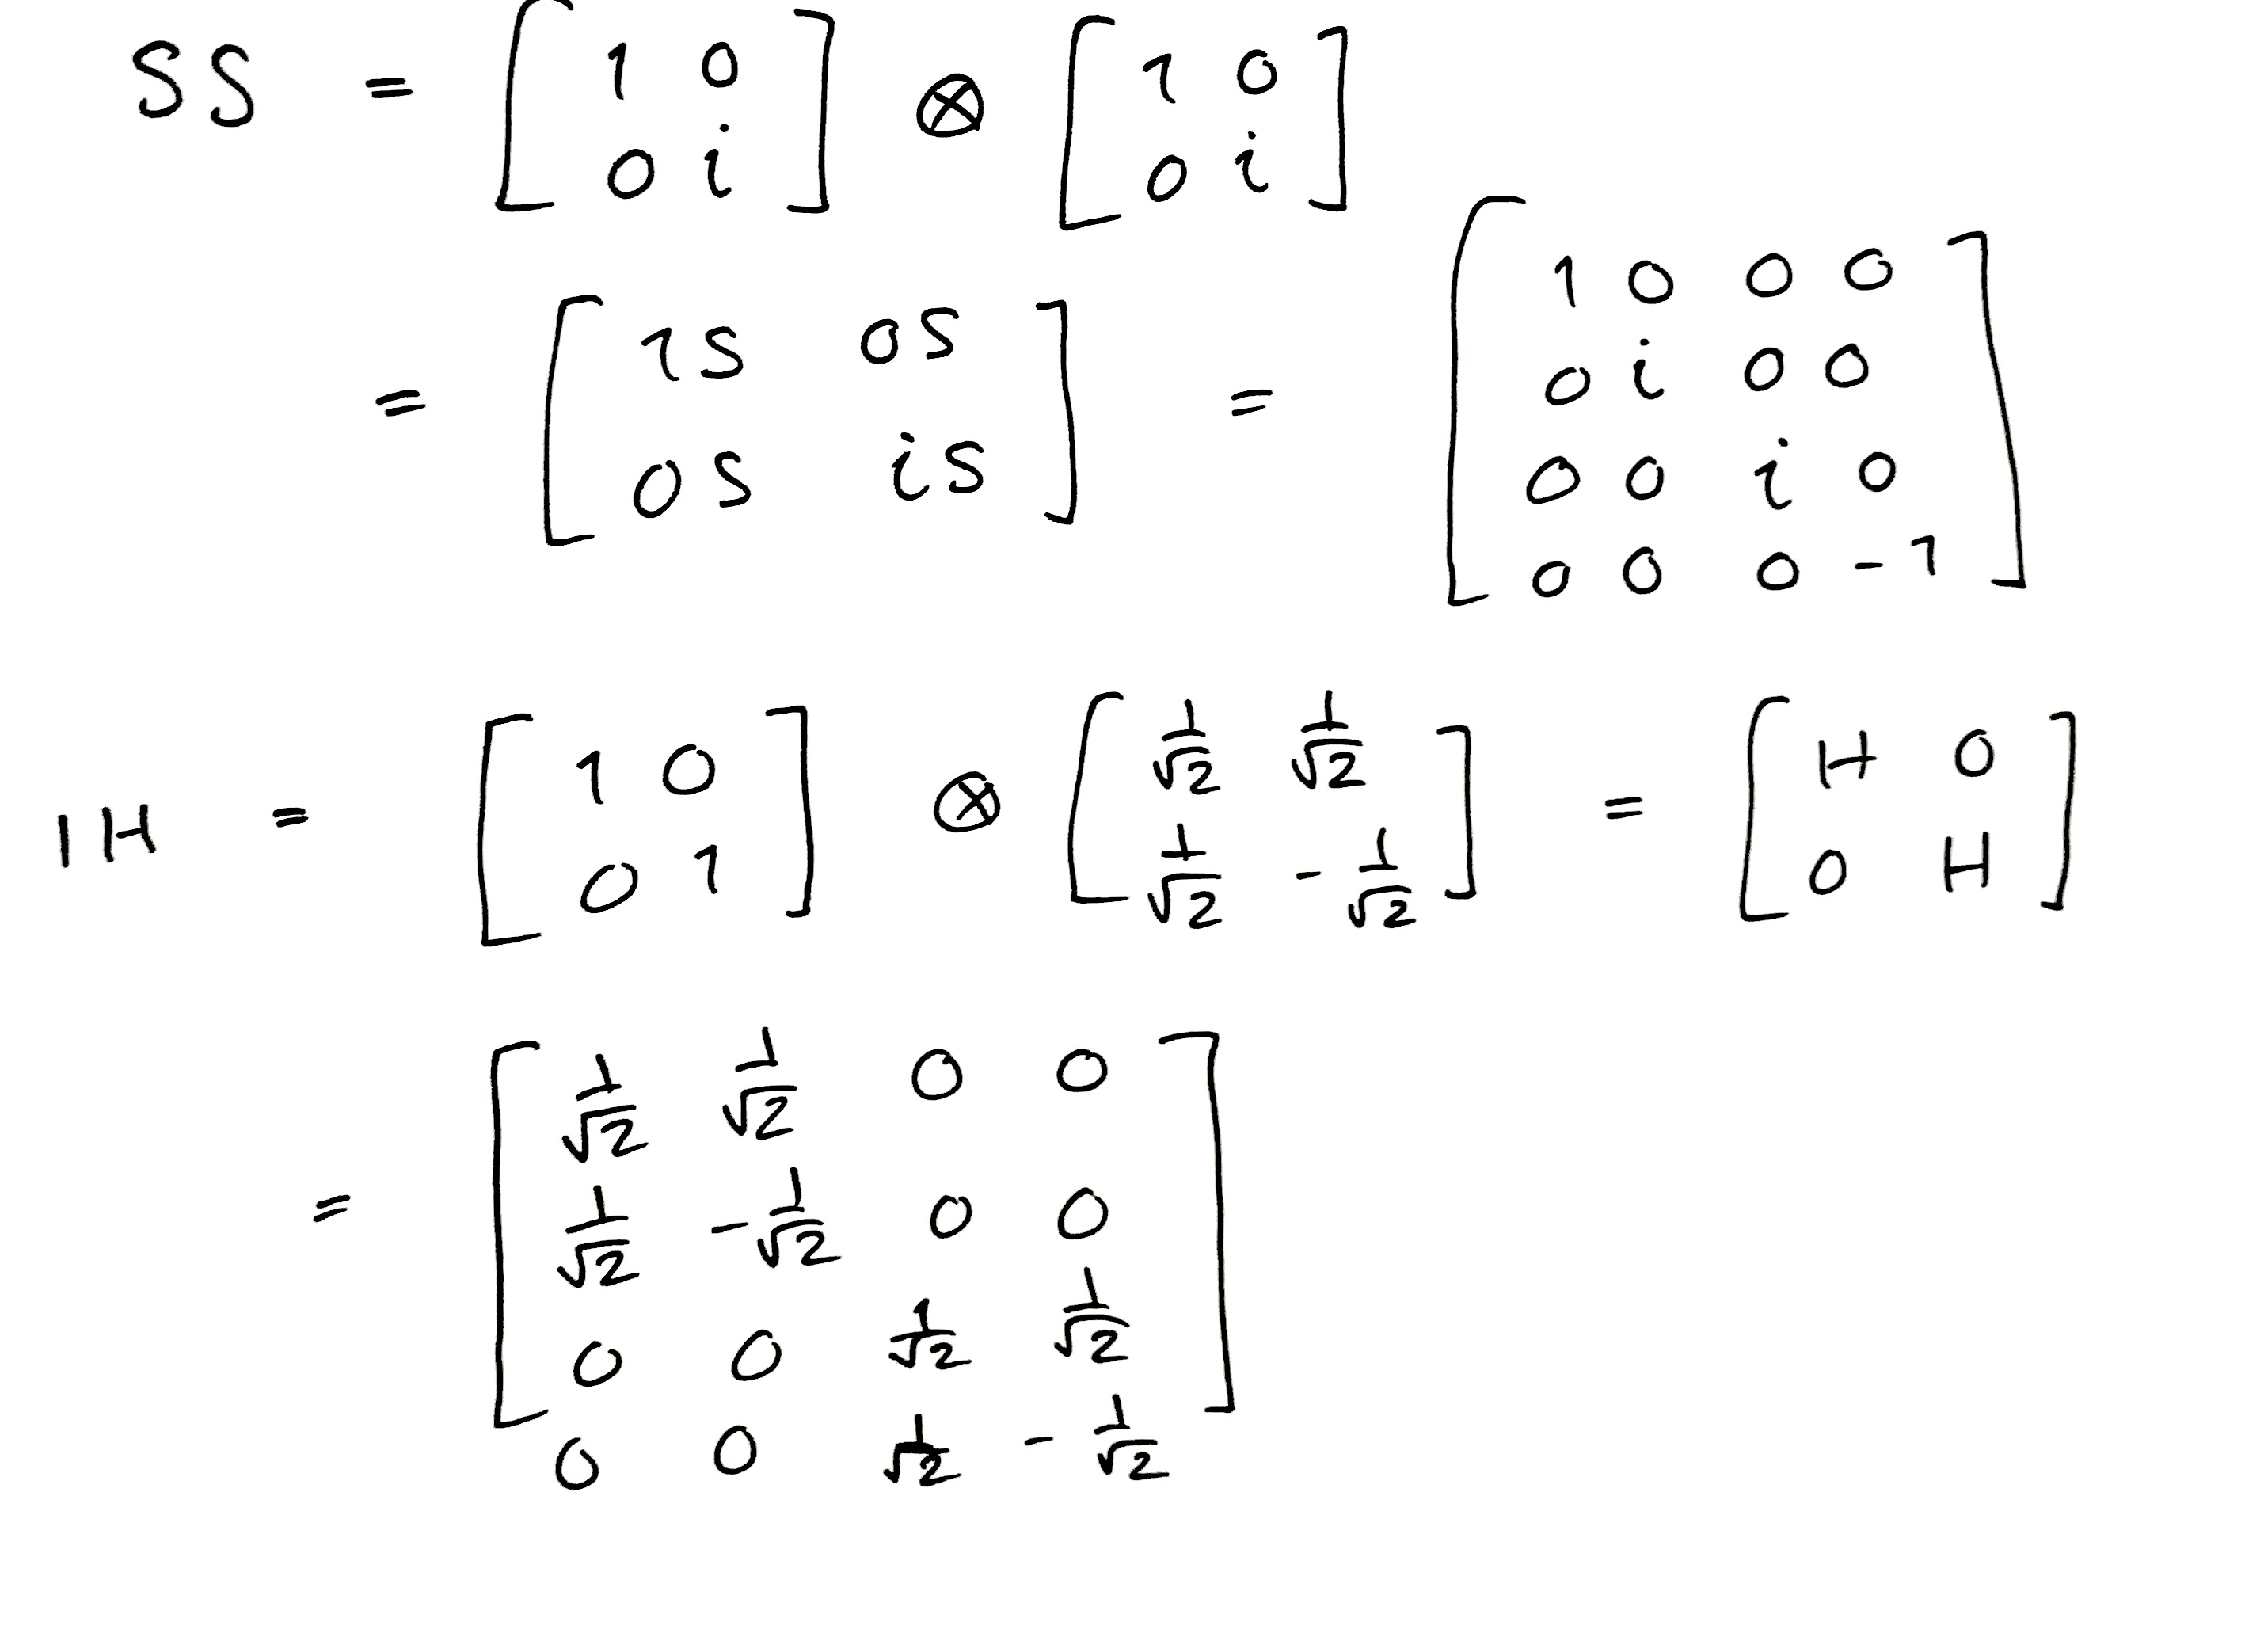 SS = [ 1 0 ] ⊗ [ 1 0 ]
[ 0 i ] [ 0 i ]
= [ 1S 0S ] = [ 1 0 0 0 ]
[ 0S iS ] [ 0 i 0 0 ]
[ 0 0 i 0 ]
[ 0 0 0 -1 ]
IH = [ 1 0 ] ⊗ [ 1/√2 1/√2 ] = [ H 0 ]
[ 0 1 ] [ 1/√2 -1/√2 ] [ 0 H ]
= [ 1/√2 1/√2 0 0 ]
[ 1/√2 -1/√2 0 0 ]
[ 0 0 1/√2 1/√2 ]
[ 0 0 1/√2 -1/√2 ]